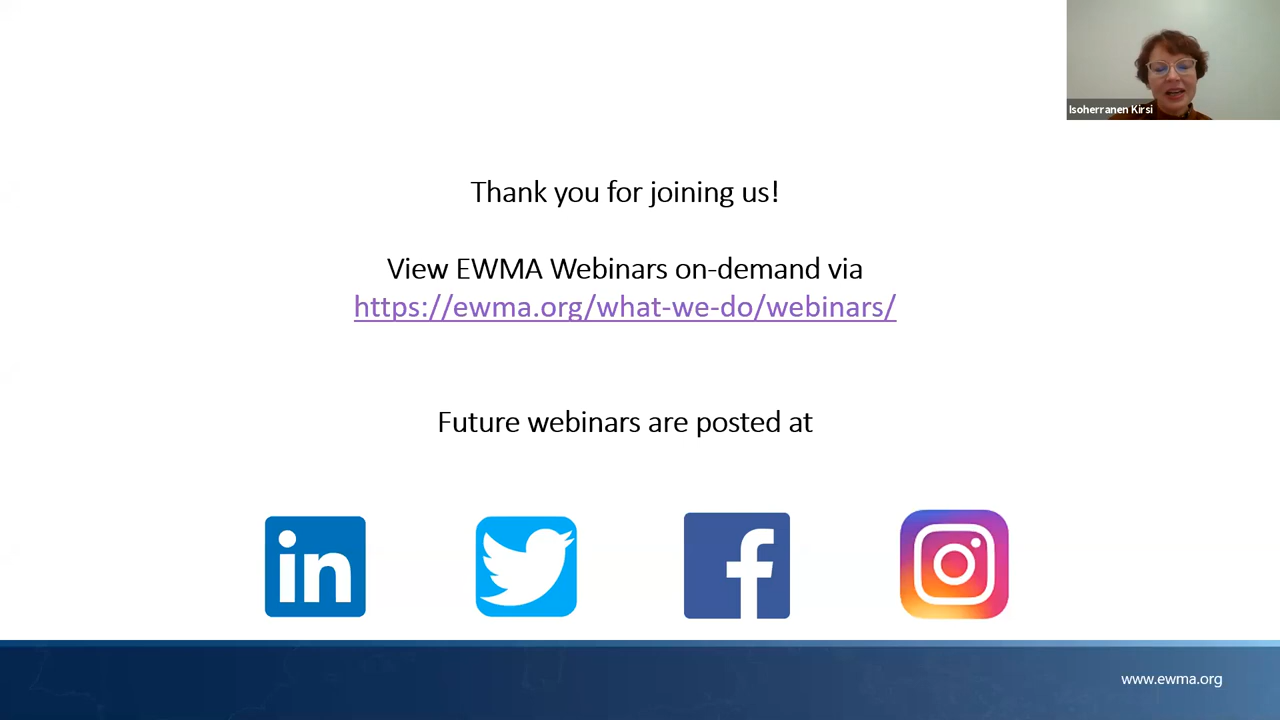 Isoherranen Kirsi
Thank you for joining us!
View EWMA Webinars on-demand via
https://ewma.org/what-we-do/webinars/
Future webinars are posted at
in
f
www.ewma.org